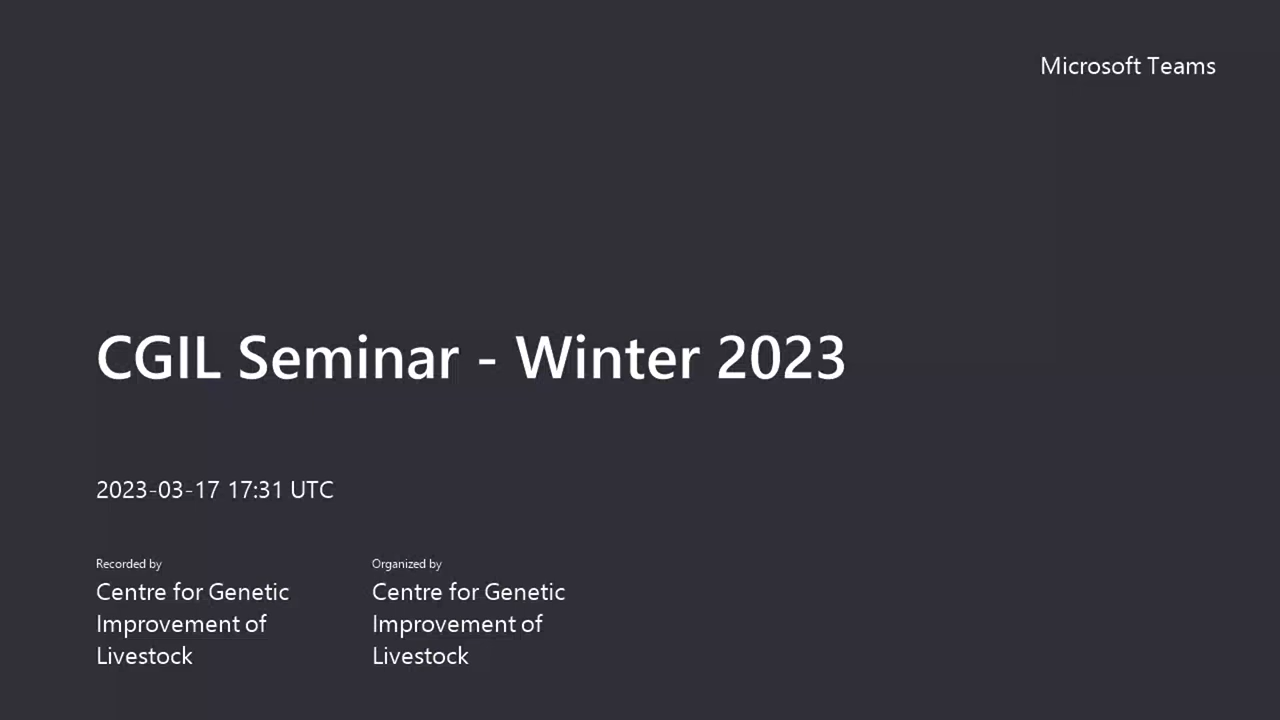 Microsoft Teams
CGIL Seminar - Winter 2023
2023-03-17 17:31 UTC
Recorded by
Centre for Genetic
Improvement of
Livestock
Organized by
Centre for Genetic
Improvement of
Livestock